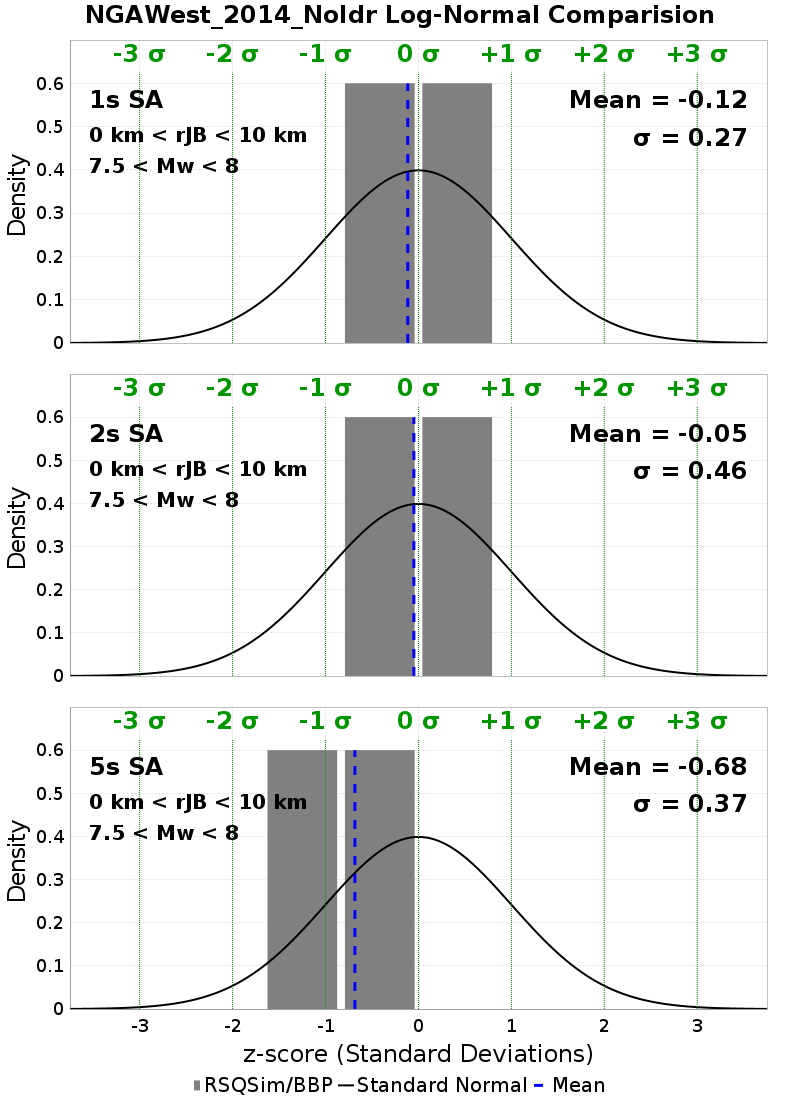 NGAWest_2014_NoIdr Log-Normal Comparision
-3 σ -2 σ -1 σ 0 σ +1 σ +2 σ +3 σ
0.6
1s SA Mean = -0.12
0.5
0 km < rJB < 10 km σ = 0.27
0.4 7.5 < Mw < 8
Density
0.3
0.2
0.1
0
-3 σ -2 σ -1 σ 0 σ +1 σ +2 σ +3 σ
0.6
2s SA Mean = -0.05
0.5
0 km < rJB < 10 km σ = 0.46
0.4 7.5 < Mw < 8
Density
0.3
0.2
0.1
0
-3 σ -2 σ -1 σ 0 σ +1 σ +2 σ +3 σ
0.6
5s SA Mean = -0.68
0.5
0 km < rJB < 10 km σ = 0.37
0.4 7.5 < Mw < 8
Density
0.3
0.2
0.1
0
-3 -2 -1 0 1 2 3
z-score (Standard Deviations)
RSQSim/BBP Standard Normal Mean